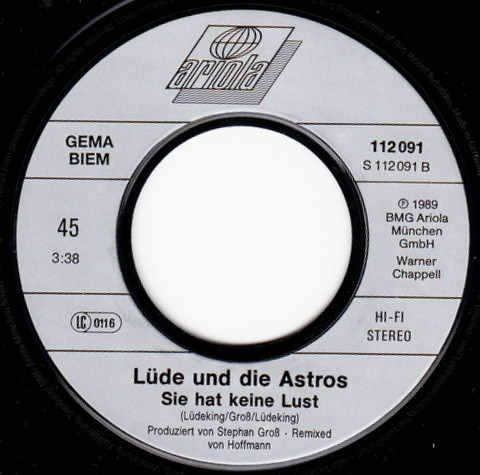 ariola
GEMA
BIEM
112 091
S 112 091 B
45
3:38
℗ 1989
BMG Ariola
München
GmbH
Warner
Chappell
LC 0116
HI-FI
STEREO
Lüde und die Astros
Sie hat keine Lust
(Lüdeking/Groß/Lüdeking)
Produziert von Stephan Groß - Remixed
von Hoffmann